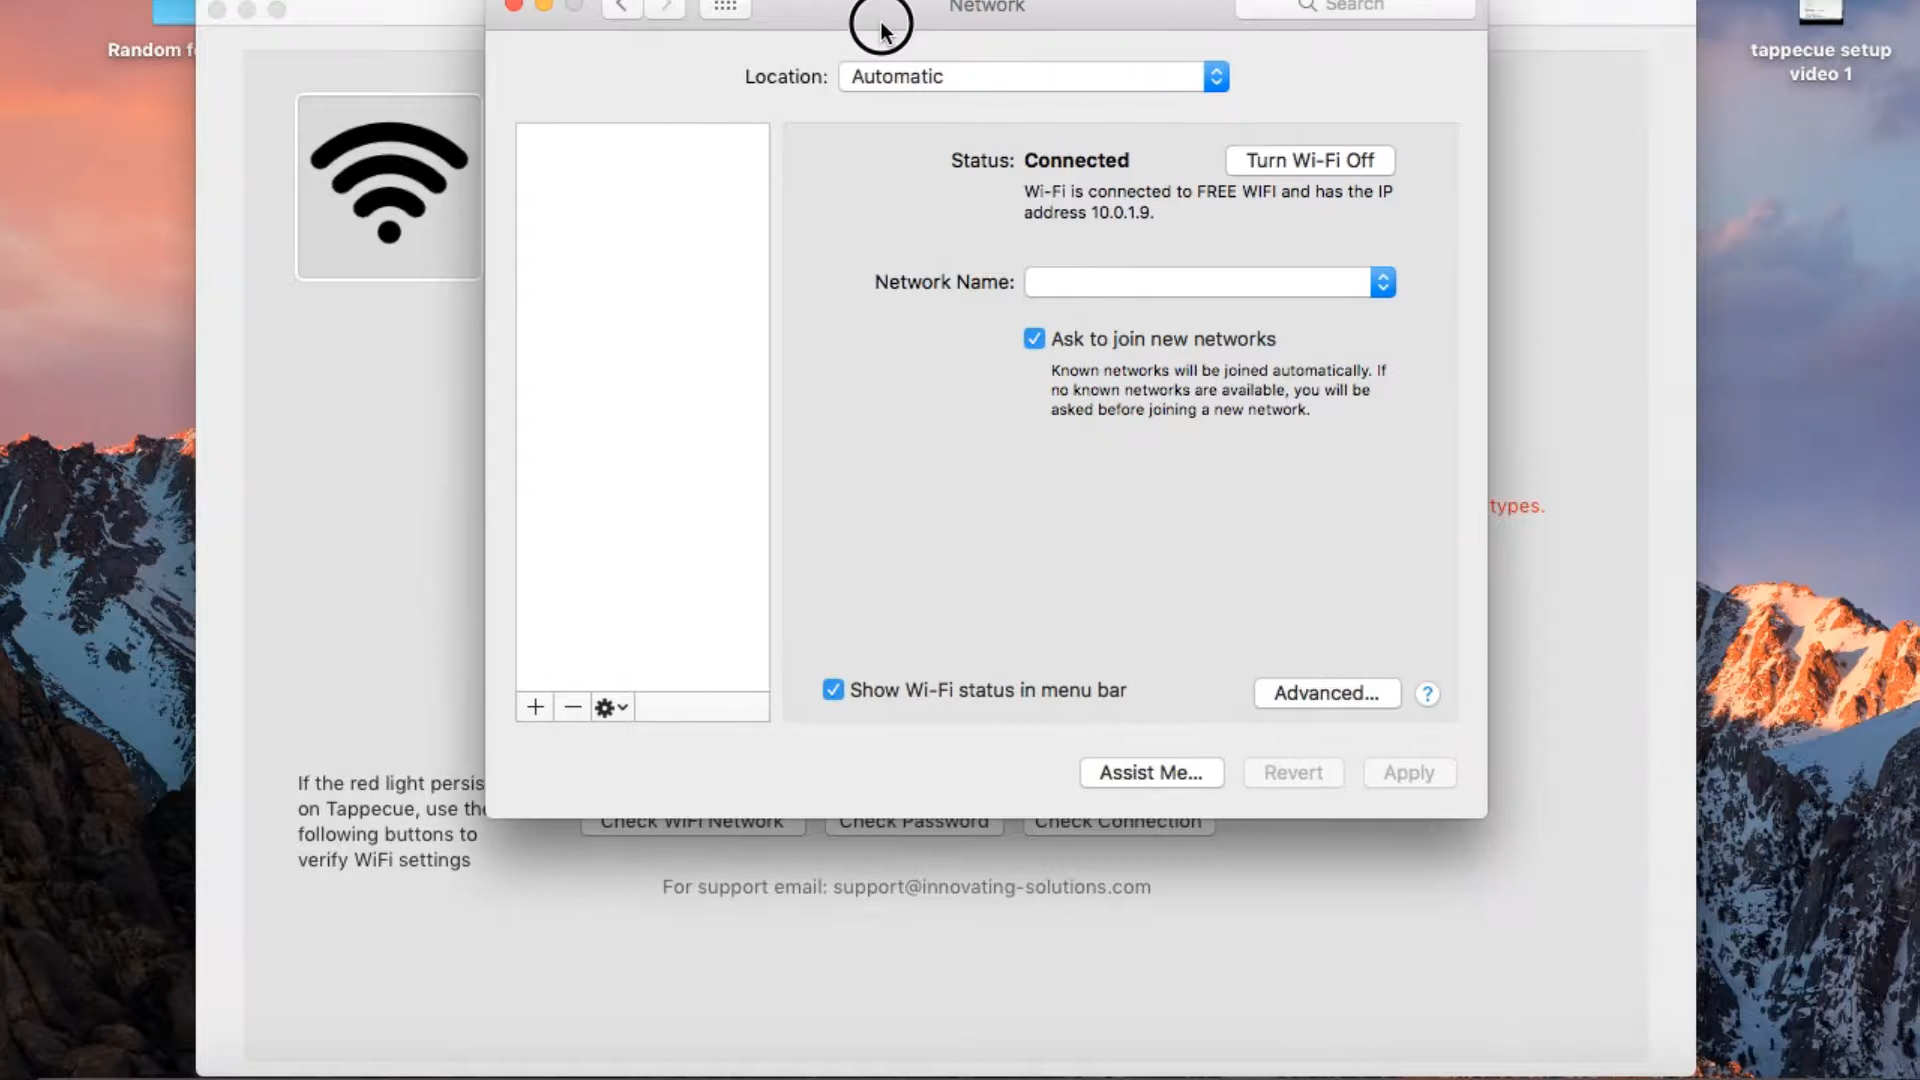 Network
Search
Random f
tappecue setup
video 1
Location:
Automatic
Status: Connected
Turn Wi-Fi Off
Wi-Fi is connected to FREE WIFI and has the IP
address 10.0.1.9.
Network Name:
Ask to join new networks
Known networks will be joined automatically. If
no known networks are available, you will be
asked before joining a new network.
types.
Show Wi-Fi status in menu bar
Advanced...
?
Assist Me...
Revert
Apply
If the red light persis
on Tappecue, use the
following buttons to
verify WiFi settings
Check WiFi Network
Check Password
Check Connection
For support email: support@innovating-solutions.com